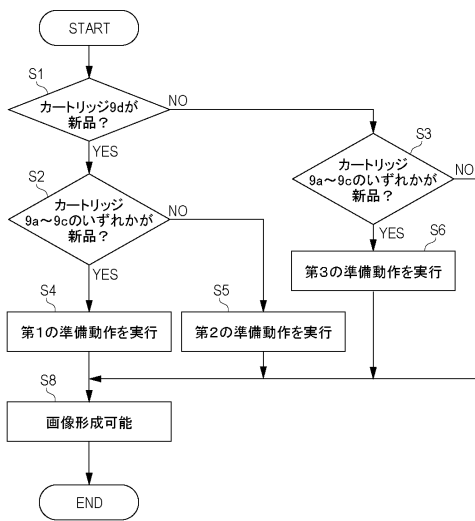 START
S1
カートリッジ9dが
新品？
NO
YES
S2
カートリッジ
9a～9cのいずれかが
新品？
NO
YES
S3
カートリッジ
9a～9cのいずれかが
新品？
NO
YES
S4
第1の準備動作を実行
S5
第2の準備動作を実行
S6
第3の準備動作を実行
S8
画像形成可能
END